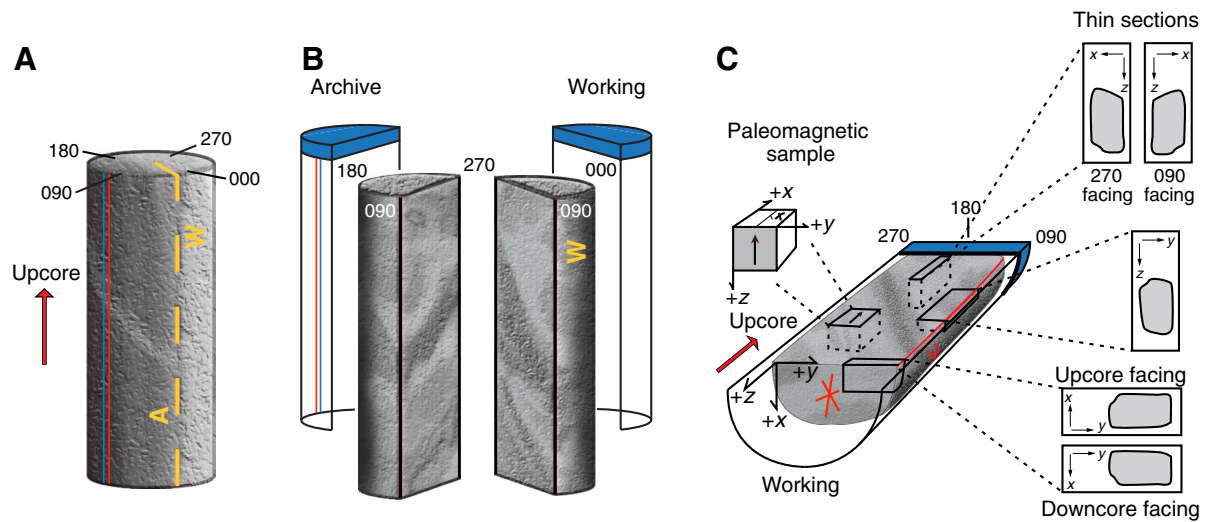 A
180
270
090
000
W
A
Upcore
B
Archive
Working
180
270
000
090
090
W
C
Thin sections
x
x
z
z
270
facing
090
facing
Paleomagnetic
sample
+x
x
+y
+z
Upcore
180
270
090
y
z
+y
+z
+x
Working
Upcore facing
x
y
y
x
Downcore facing